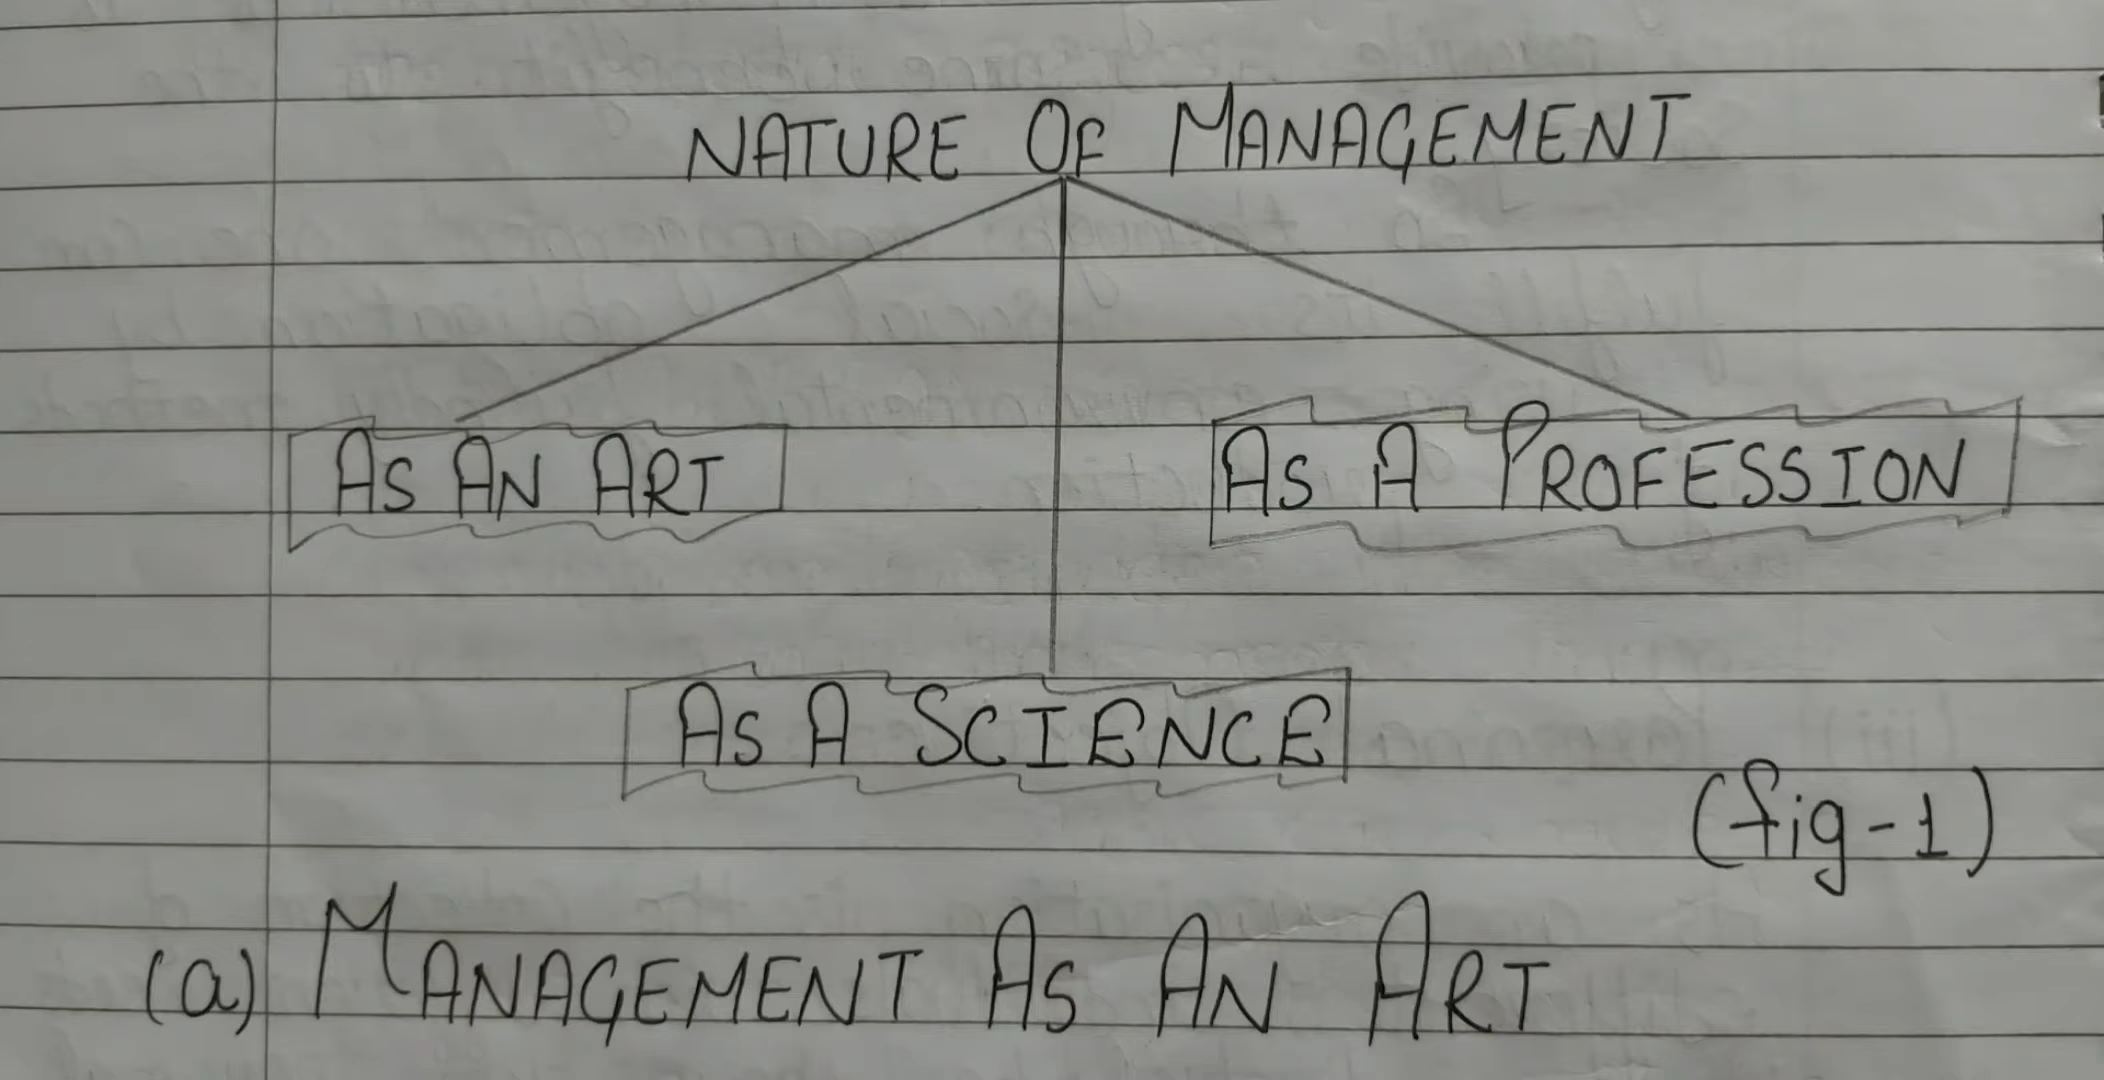 NATURE OF MANAGEMENT
AS AN ART
AS A PROFESSION
AS A SCIENCE
(fig-1)
(a) MANAGEMENT AS AN ART